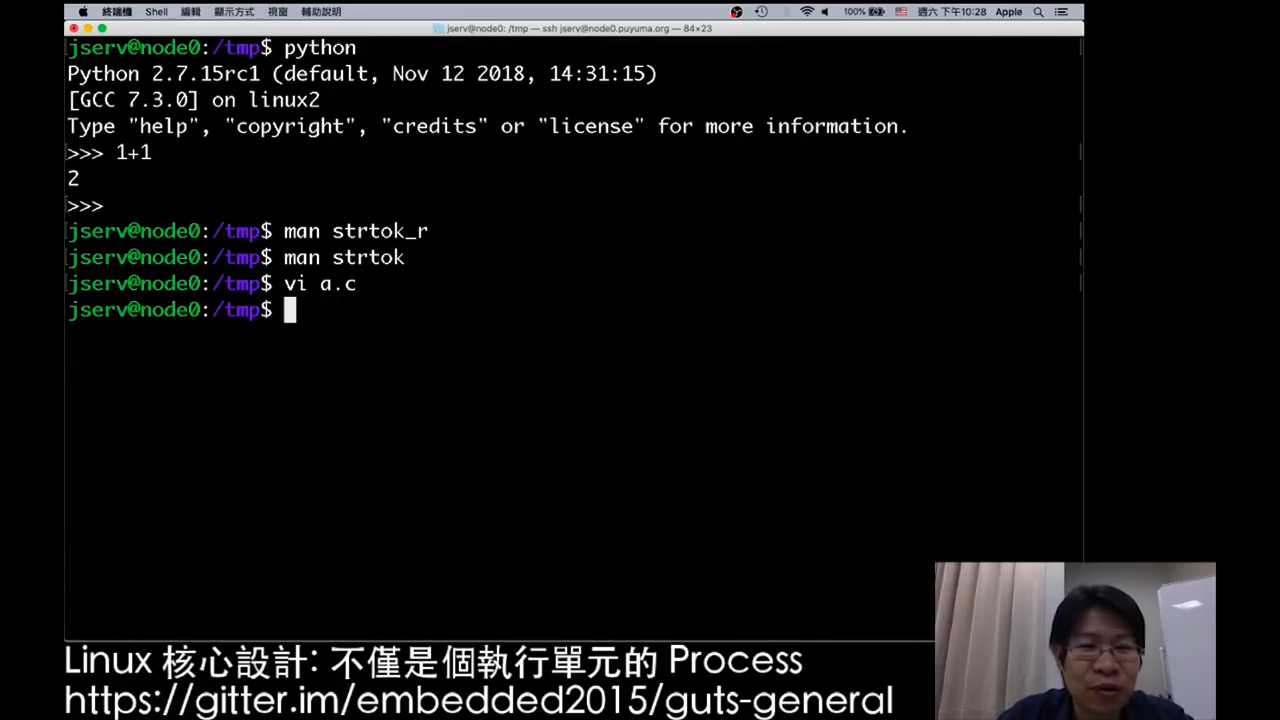 終端機 Shell 編輯 顯示方式 視窗 輔助說明 100% 週六 下午10:28 Apple
jserv@node0: /tmp — ssh jserv@node0.puyuma.org — 84×23
jserv@node0:/tmp$ python
Python 2.7.15rc1 (default, Nov 12 2018, 14:31:15)
[GCC 7.3.0] on linux2
Type "help", "copyright", "credits" or "license" for more information.
>>> 1+1
2
>>>
jserv@node0:/tmp$ man strtok_r
jserv@node0:/tmp$ man strtok
jserv@node0:/tmp$ vi a.c
jserv@node0:/tmp$
Linux 核心設計: 不僅是個執行單元的 Process
https://gitter.im/embedded2015/guts-general